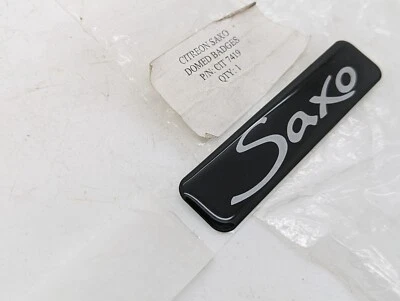 CITREON SAXO
DOMED BADGES
P/N: CIT 7419
QTY: 1
Saxo